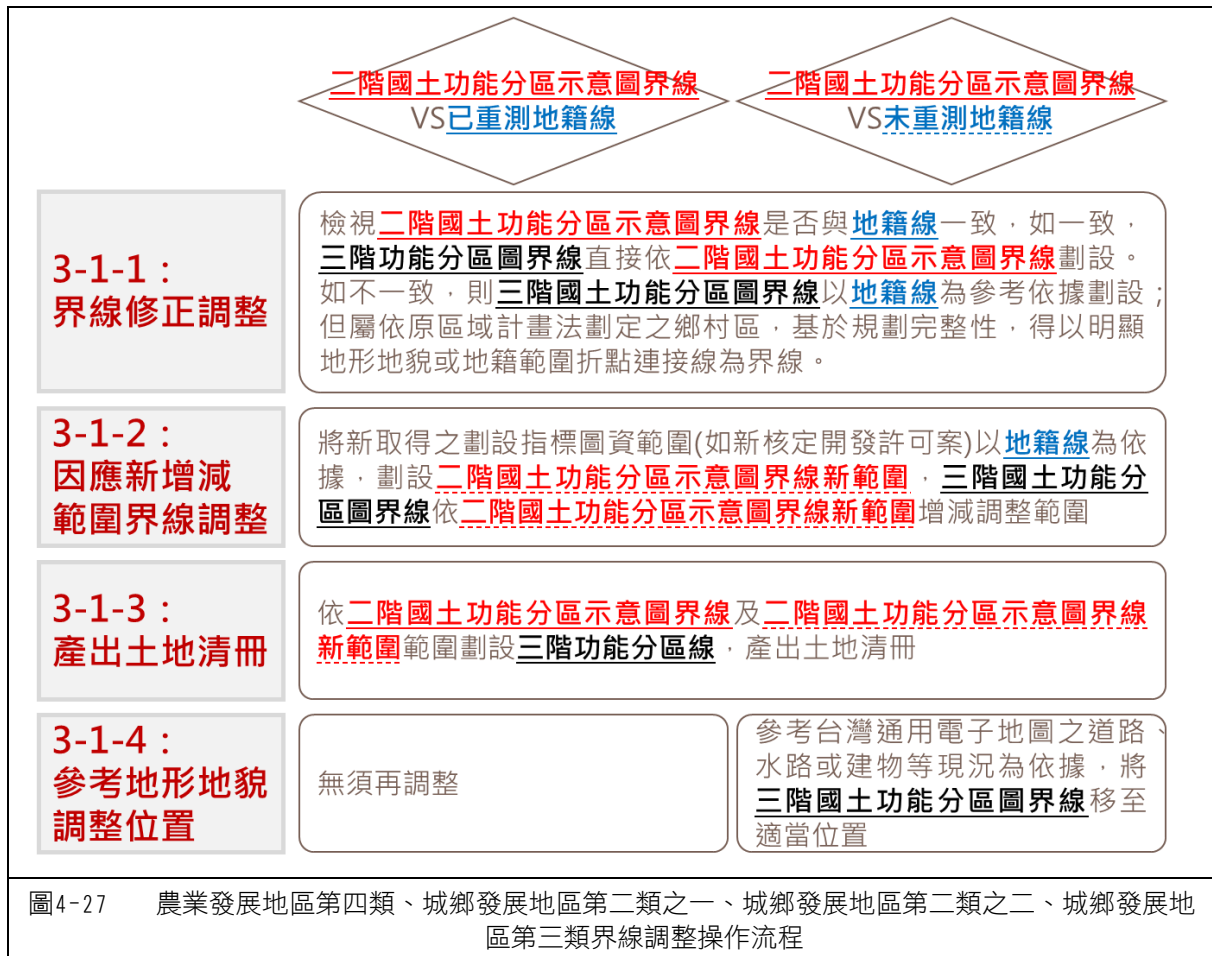 二階國土功能分區示意圖界線
VS已重測地籍線
二階國土功能分區示意圖界線
VS未重測地籍線
3-1-1：
界線修正調整
檢視二階國土功能分區示意圖界線是否與地籍線一致，如一致，
三階功能分區圖界線直接依二階國土功能分區示意圖界線劃設。
如不一致，則三階國土功能分區圖界線以地籍線為參考依據劃設；
但屬依原區域計畫法劃定之鄉村區，基於規劃完整性，得以明顯
地形地貌或地籍範圍折點連接線為界線。
3-1-2：
因應新增減
範圍界線調整
將新取得之劃設指標圖資範圍(如新核定開發許可案)以地籍線為依
據，劃設二階國土功能分區示意圖界線新範圍，三階國土功能分
區圖界線依二階國土功能分區示意圖界線新範圍增減調整範圍
3-1-3：
產出土地清冊
依二階國土功能分區示意圖界線及二階國土功能分區示意圖界線
新範圍範圍劃設三階功能分區線，產出土地清冊
3-1-4：
參考地形地貌
調整位置
無須再調整
參考台灣通用電子地圖之道路、
水路或建物等現況為依據，將
三階國土功能分區圖界線移至
適當位置
圖4-27 農業發展地區第四類、城鄉發展地區第二類之一、城鄉發展地區第二類之二、城鄉發展地
區第三類界線調整操作流程